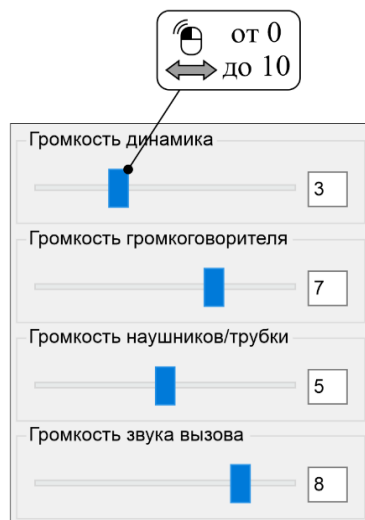 от 0
до 10
Громкость динамика
3
Громкость громкоговорителя
7
Громкость наушников/трубки
5
Громкость звука вызова
8